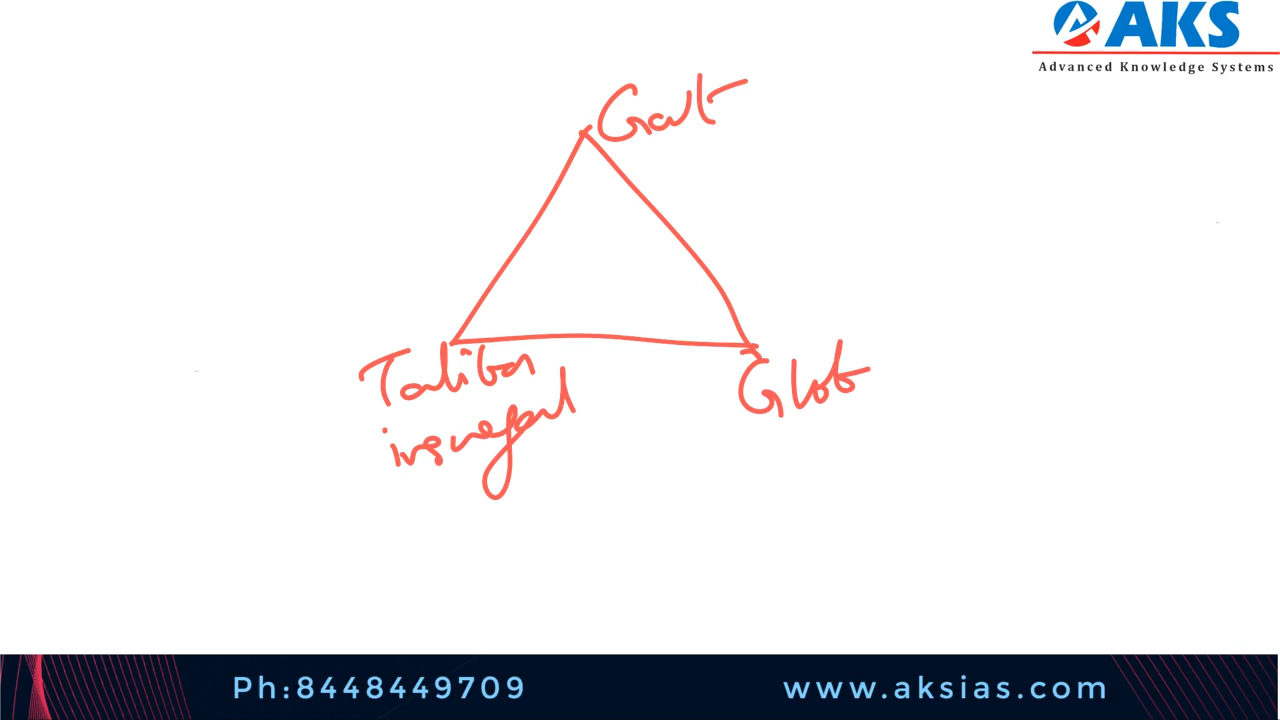 AKS
Advanced Knowledge Systems
Govt
Taliban
insurgent
Glob
Ph:8448449709
www.aksias.com